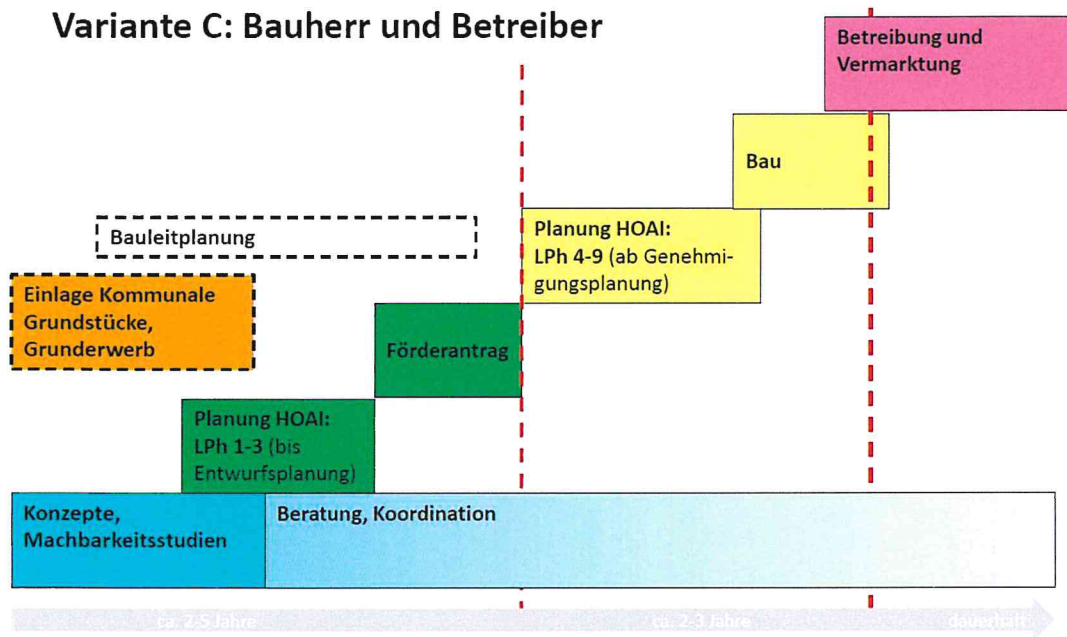 Variante C: Bauherr und Betreiber
Betreibung und
Vermarktung
Bau
Bauleitplanung
Planung HOAI:
LPh 4-9 (ab Genehmi-
gungsplanung)
Einlage Kommunale
Grundstücke,
Grunderwerb
Förderantrag
Planung HOAI:
LPh 1-3 (bis
Entwurfsplanung)
Konzepte,
Machbarkeitsstudien
Beratung, Koordination
ca. 2-5 Jahre
ca. 2-3 Jahre
dauerhaft